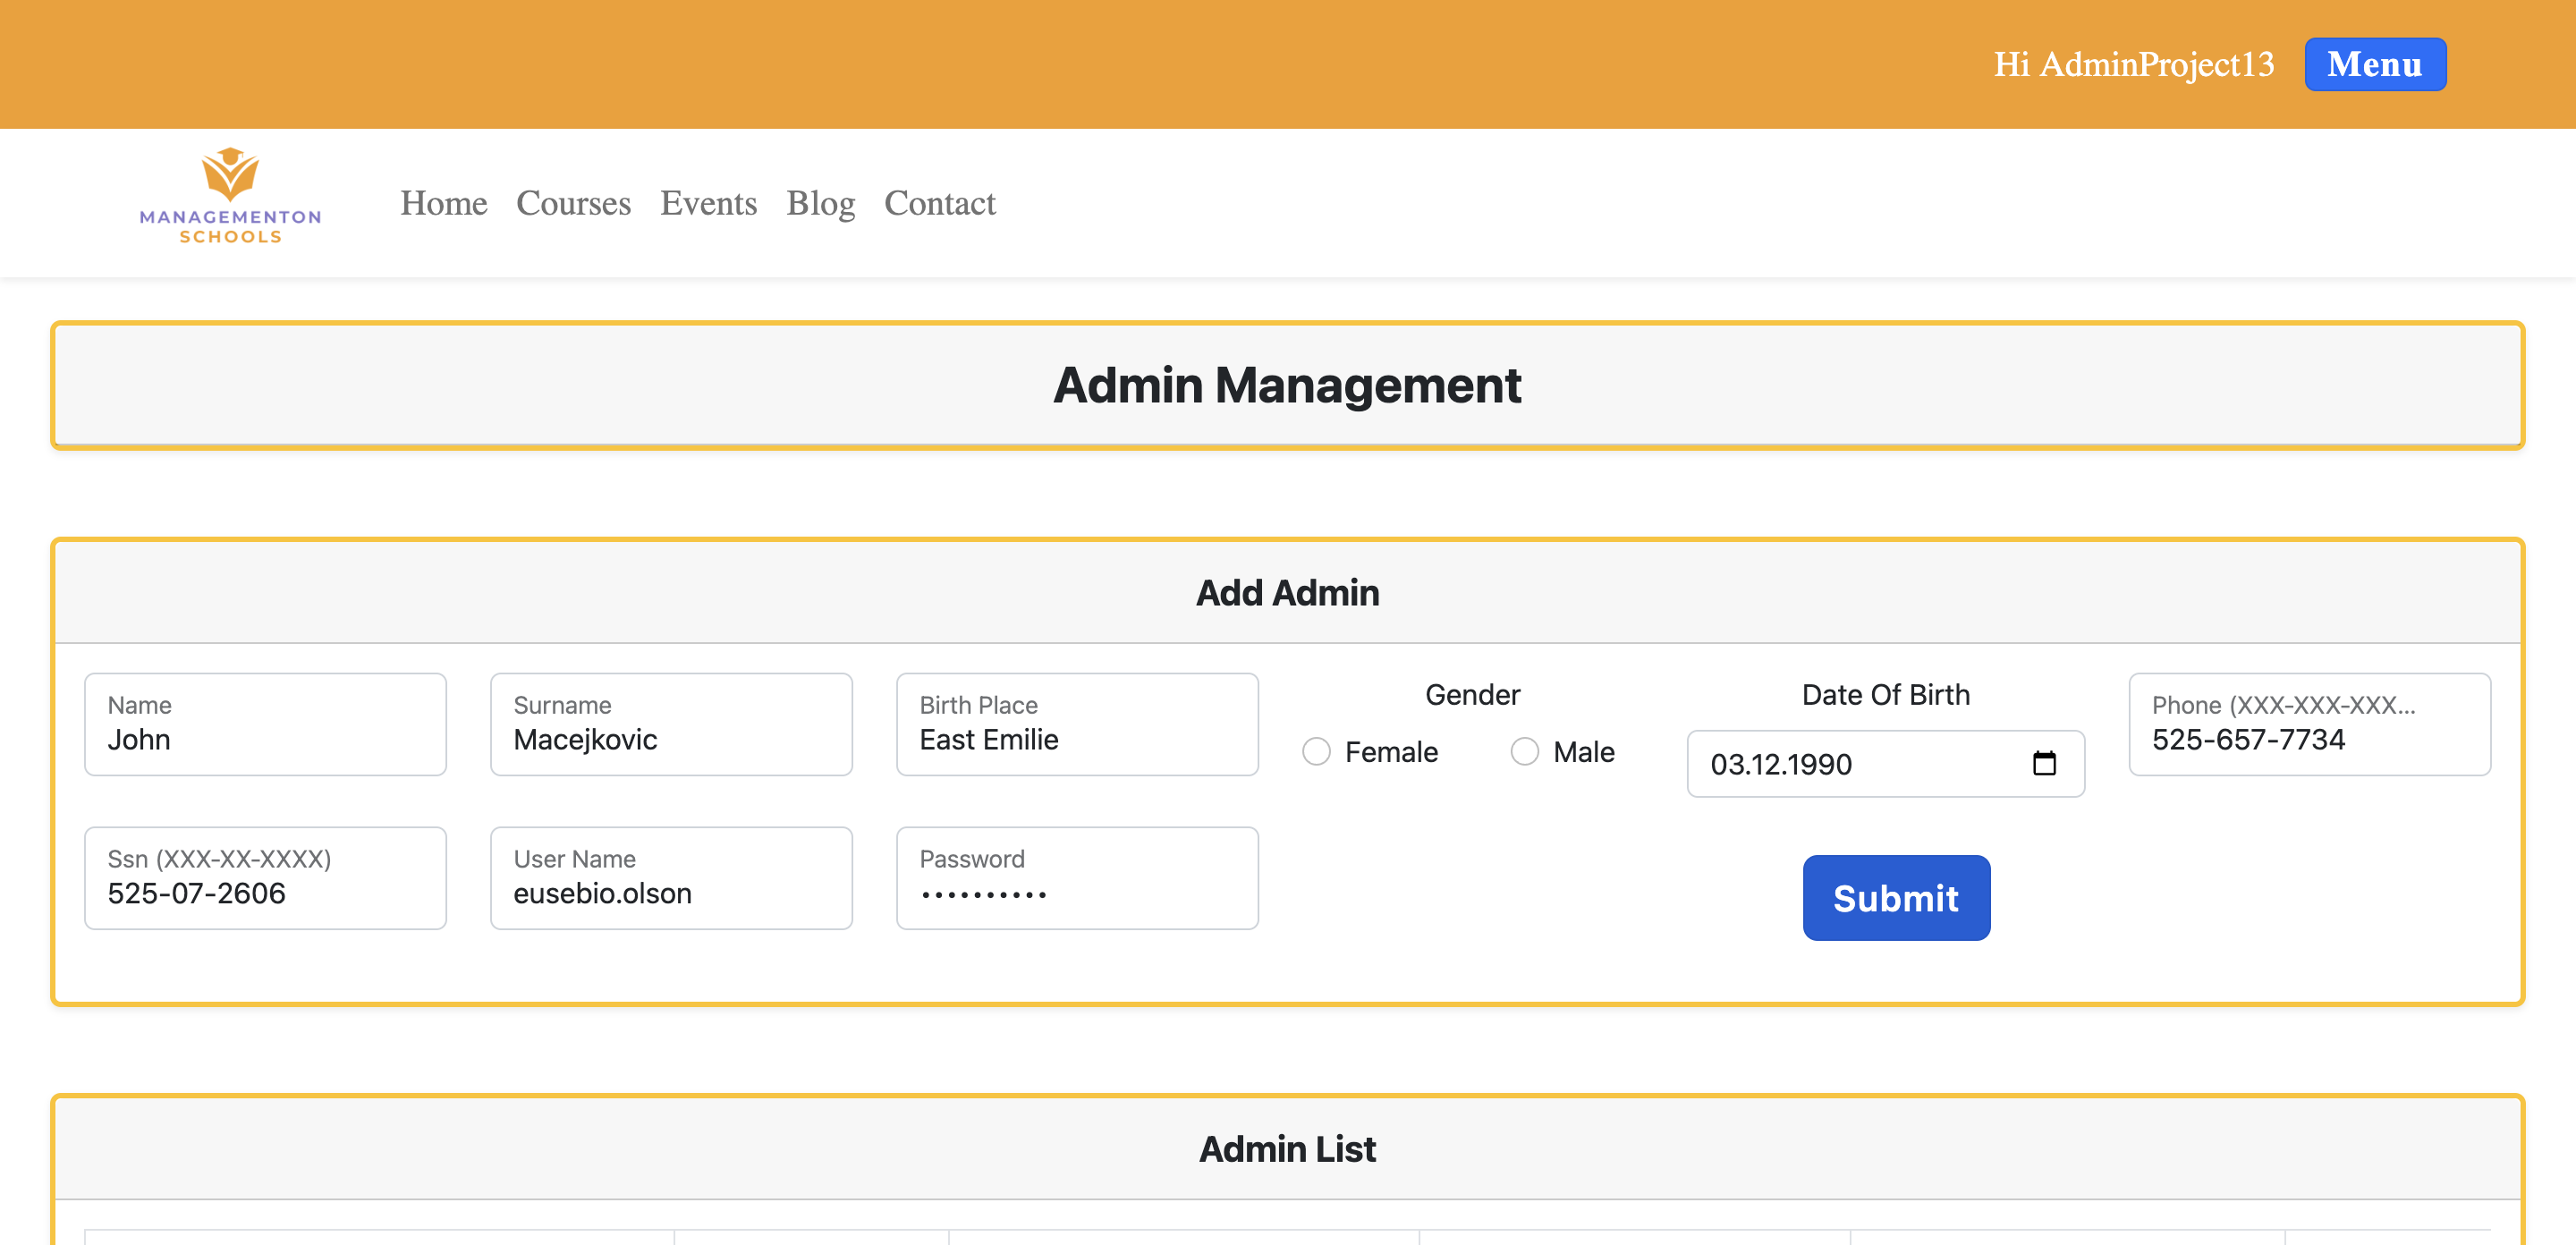 Hi AdminProject13 Menu
MANAGEMENTON
SCHOOLS
Home Courses Events Blog Contact
Admin Management
Add Admin
Name
John
Surname
Macejkovic
Birth Place
East Emilie
Gender
Female Male
Date Of Birth
03.12.1990
Phone (XXX-XXX-XXX...
525-657-7734
Ssn (XXX-XX-XXXX)
525-07-2606
User Name
eusebio.olson
Password
••••••••••
Submit
Admin List